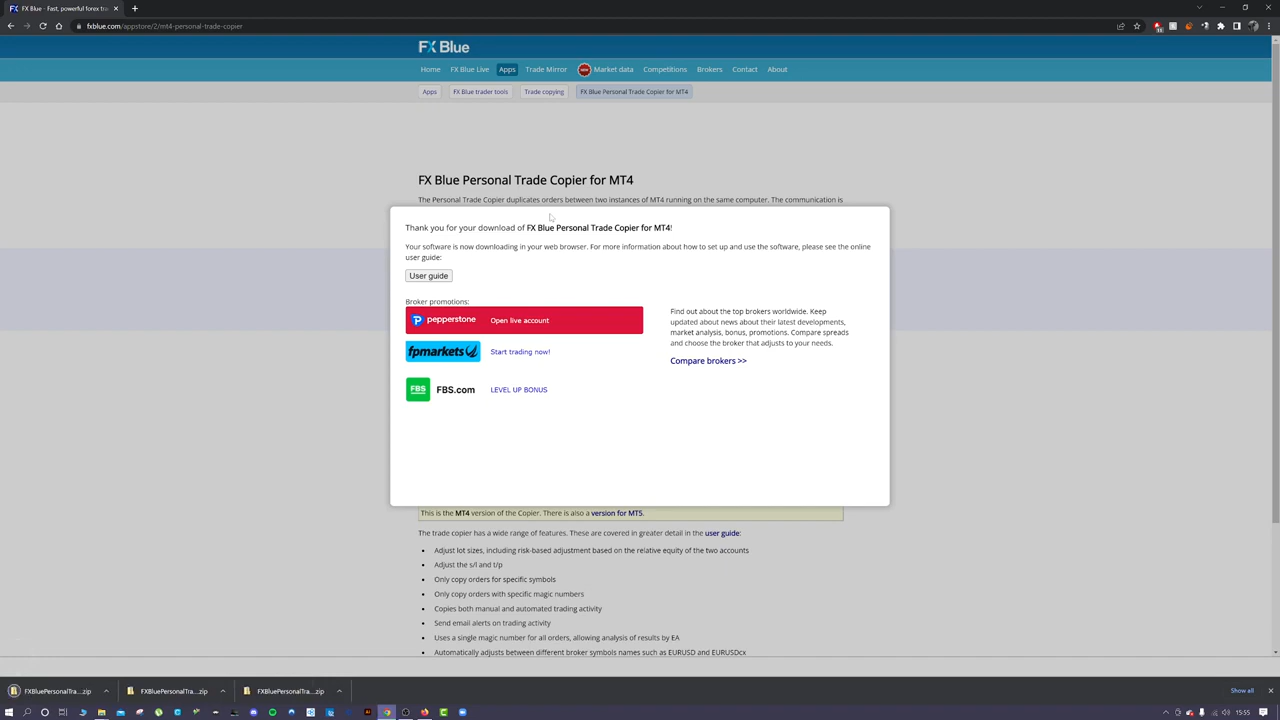 FX Blue - Fast, powerful forex tra
fxblue.com/appstore/2/mt4-personal-trade-copier
FX Blue
Home FX Blue Live Apps Trade Mirror NEW Market data Competitions Brokers Contact About
Apps FX Blue trader tools Trade copying FX Blue Personal Trade Copier for MT4
FX Blue Personal Trade Copier for MT4
The Personal Trade Copier duplicates orders between two instances of MT4 running on the same computer. The communication is
Thank you for your download of FX Blue Personal Trade Copier for MT4!
Your software is now downloading in your web browser. For more information about how to set up and use the software, please see the online
user guide:
User guide
Broker promotions:
pepperstone Open live account
fpmarkets Start trading now!
FBS FBS.com LEVEL UP BONUS
Find out about the top brokers worldwide. Keep
updated about news about their latest developments,
market analysis, bonus, promotions. Compare spreads
and choose the broker that adjusts to your needs.
Compare brokers >>
This is the MT4 version of the Copier. There is also a version for MT5.
The trade copier has a wide range of features. These are covered in greater detail in the user guide:
• Adjust lot sizes, including risk-based adjustment based on the relative equity of the two accounts
• Adjust the s/l and t/p
• Only copy orders for specific symbols
• Only copy orders with specific magic numbers
• Copies both manual and automated trading activity
• Send email alerts on trading activity
• Uses a single magic number for all orders, allowing analysis of results by EA
• Automatically adjusts between different broker symbols names such as EURUSD and EURUSDcx
FXBluePersonalTra....zip FXBluePersonalTra....zip FXBluePersonalTra....zip Show all
15:55